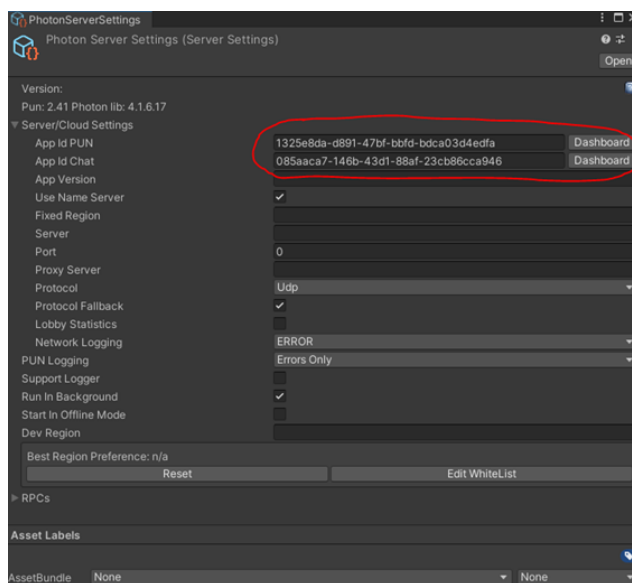 PhotonServerSettings
Photon Server Settings (Server Settings)
Open
Version:
Pun: 2.41 Photon lib: 4.1.6.17
Server/Cloud Settings
App Id PUN 1325e8da-d891-47bf-bbfd-bdca03d4edfa Dashboard
App Id Chat 085aaca7-146b-43d1-88af-23cb86cca946 Dashboard
App Version
Use Name Server
Fixed Region
Server
Port 0
Proxy Server
Protocol Udp
Protocol Fallback
Lobby Statistics
Network Logging ERROR
PUN Logging Errors Only
Support Logger
Run In Background
Start In Offline Mode
Dev Region
Best Region Preference: n/a
Reset Edit WhiteList
RPCs
Asset Labels
AssetBundle None None